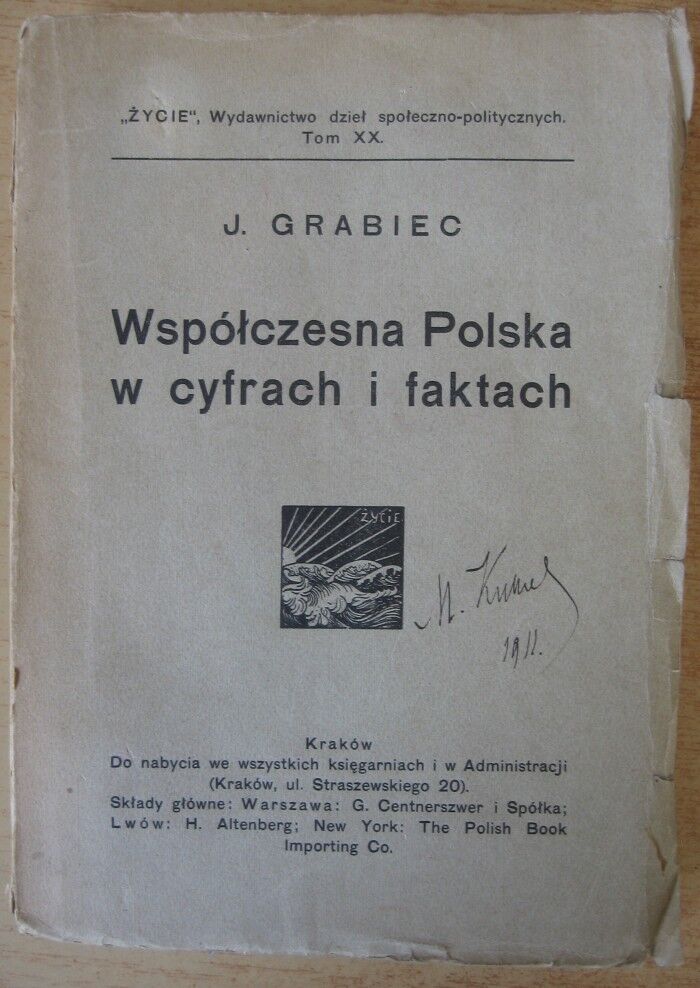 „ŻYCIE", Wydawnictwo dzieł społeczno-politycznych.
Tom XX.
J. GRABIEC
Współczesna Polska
w cyfrach i faktach
ŻYCIE
M.
1911.
Kraków
Do nabycia we wszystkich księgarniach i w Administracji
(Kraków, ul. Straszewskiego 20).
Składy główne: Warszawa: G. Centnerszwer i Spółka;
Lwów: H. Altenberg; New York: The Polish Book
Importing Co.